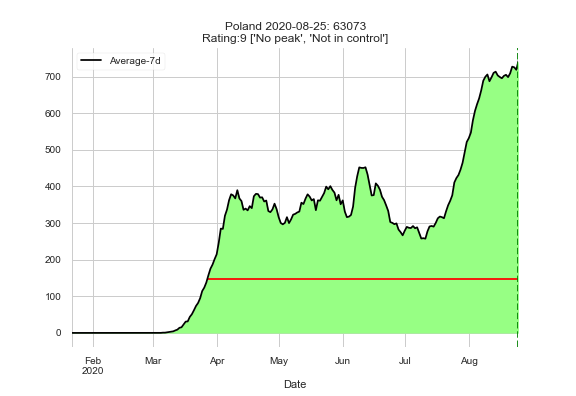 Poland 2020-08-25: 63073
Rating:9 ['No peak', 'Not in control']
Average-7d
700
600
500
400
300
200
100
0
Feb
2020
Mar
Apr
May
Jun
Jul
Aug
Date